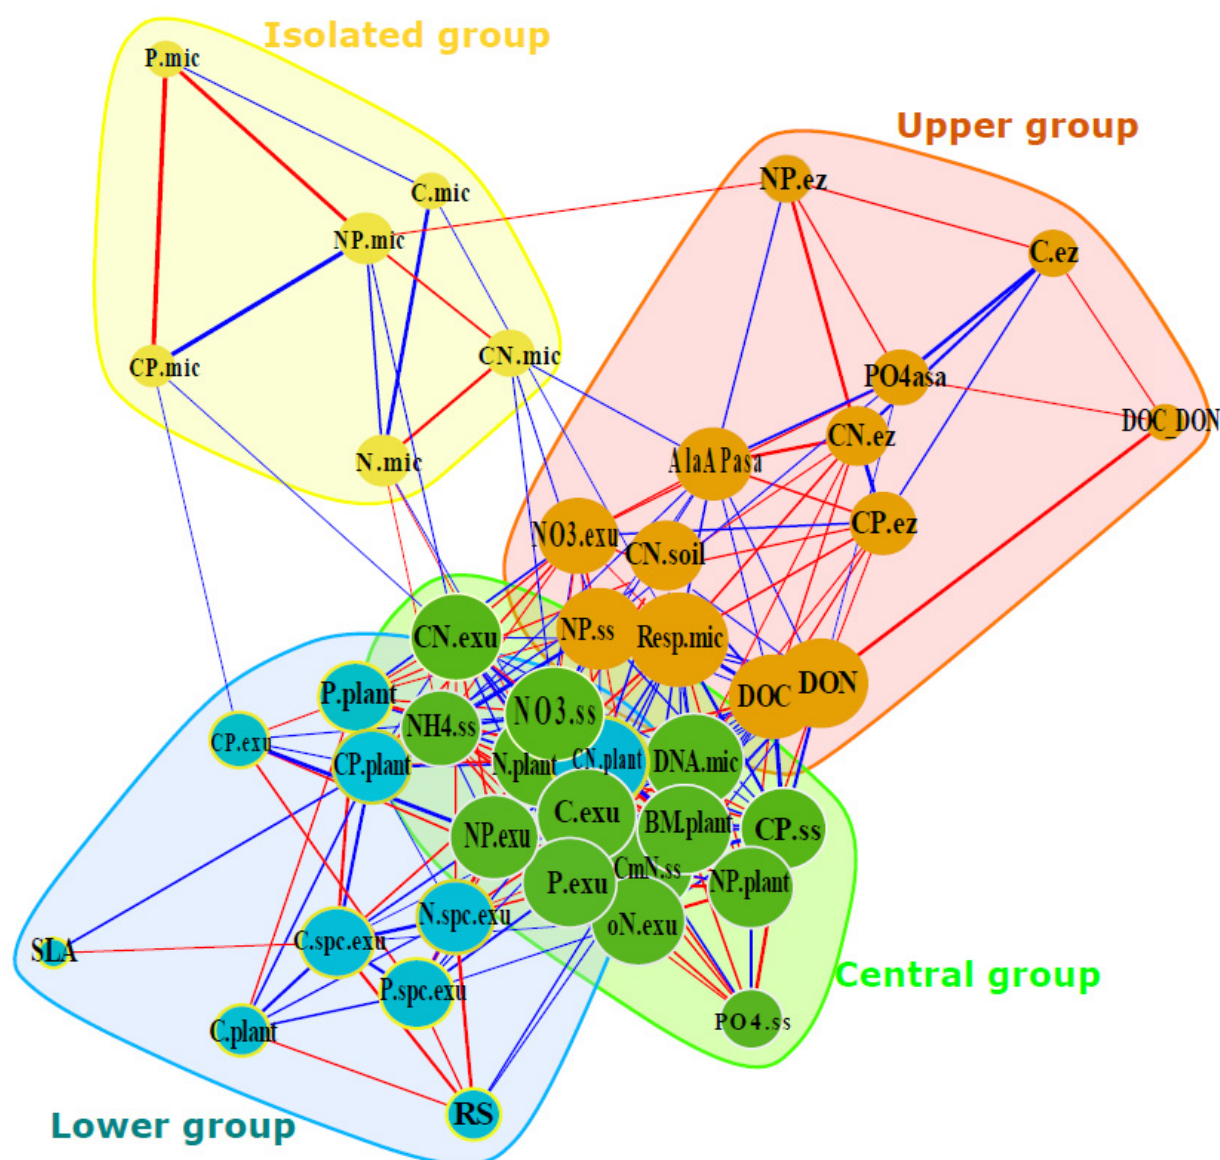 Isolated group
P.mic
Upper group
NP.ez
C.mic
NP.mic
C.ez
CN.mic
CP.mic
PO4asa
DOC_DON
CN.ez
N.mic
AlaAPasa
CP.ez
NO3.exu
CN.soil
CN.exu
NP.ss
Resp.mic
P.plant
DOC
DON
NO3.ss
NH4.ss
CP.exu
CP.plant
N.plant
CN.plant
DNA.mic
C.exu
BM.plant
CP.ss
NP.exu
CmN.ss
P.exu
NP.plant
N.spc.exu
oN.exu
C.spc.exu
SLA
Central group
P.spc.exu
PO4.ss
C.plant
RS
Lower group